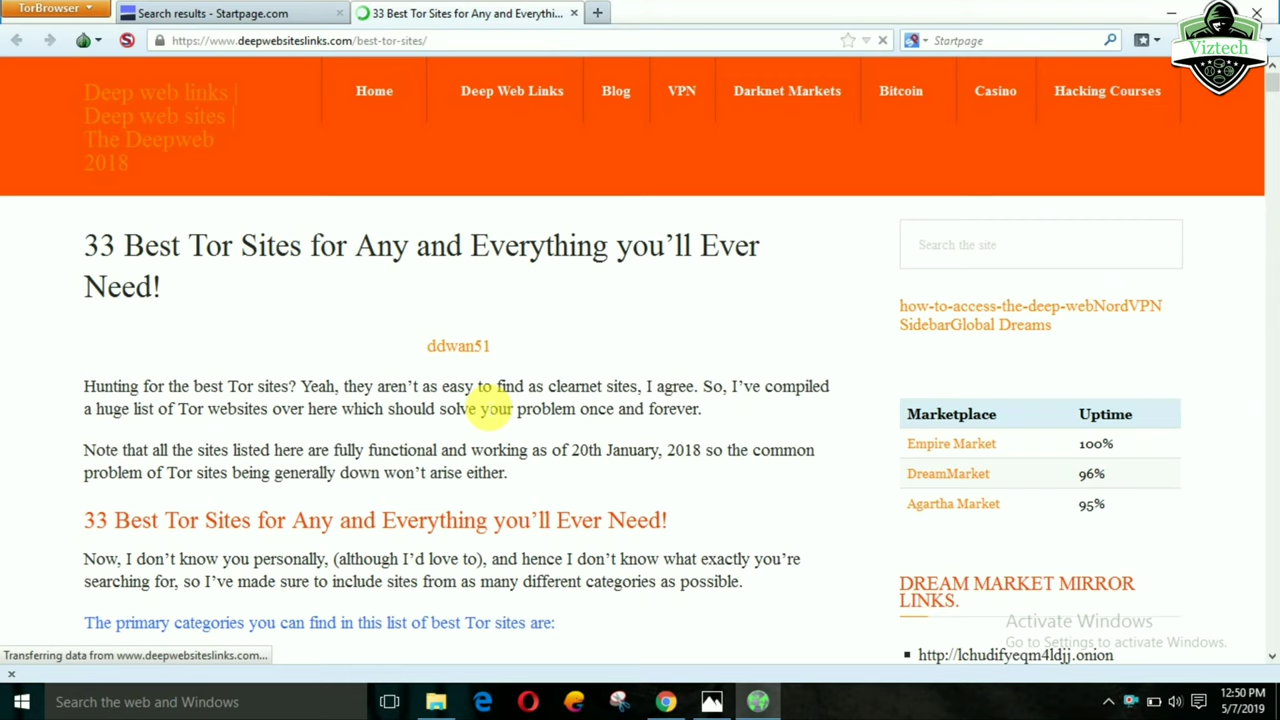 TorBrowser
Search results - Startpage.com
33 Best Tor Sites for Any and Everythi...
https://www.deepwebsiteslinks.com/best-tor-sites/
Startpage
Viztech
Deep web links |
Deep web sites |
The Deepweb
2018
Home
Deep Web Links
Blog
VPN
Darknet Markets
Bitcoin
Casino
Hacking Courses
33 Best Tor Sites for Any and Everything you’ll Ever
Need!
ddwan51
Hunting for the best Tor sites? Yeah, they aren’t as easy to find as clearnet sites, I agree. So, I’ve compiled
a huge list of Tor websites over here which should solve your problem once and forever.
Note that all the sites listed here are fully functional and working as of 20th January, 2018 so the common
problem of Tor sites being generally down won’t arise either.
33 Best Tor Sites for Any and Everything you’ll Ever Need!
Now, I don’t know you personally, (although I’d love to), and hence I don’t know what exactly you’re
searching for, so I’ve made sure to include sites from as many different categories as possible.
The primary categories you can find in this list of best Tor sites are:
Search the site
how-to-access-the-deep-webNordVPN
SidebarGlobal Dreams
Marketplace Uptime
Empire Market 100%
DreamMarket 96%
Agartha Market 95%
DREAM MARKET MIRROR
LINKS.
Activate Windows
Go to Settings to activate Windows.
http://lchudifyeqm4ldjj.onion
Transferring data from www.deepwebsiteslinks.com...
Search the web and Windows
12:50 PM
5/7/2019